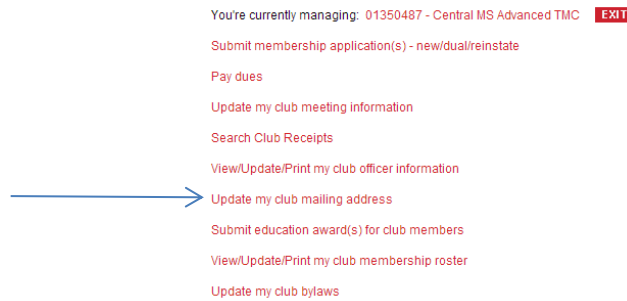 You're currently managing: 01350487 - Central MS Advanced TMC EXIT
Submit membership application(s) - new/dual/reinstate
Pay dues
Update my club meeting information
Search Club Receipts
View/Update/Print my club officer information
Update my club mailing address
Submit education award(s) for club members
View/Update/Print my club membership roster
Update my club bylaws